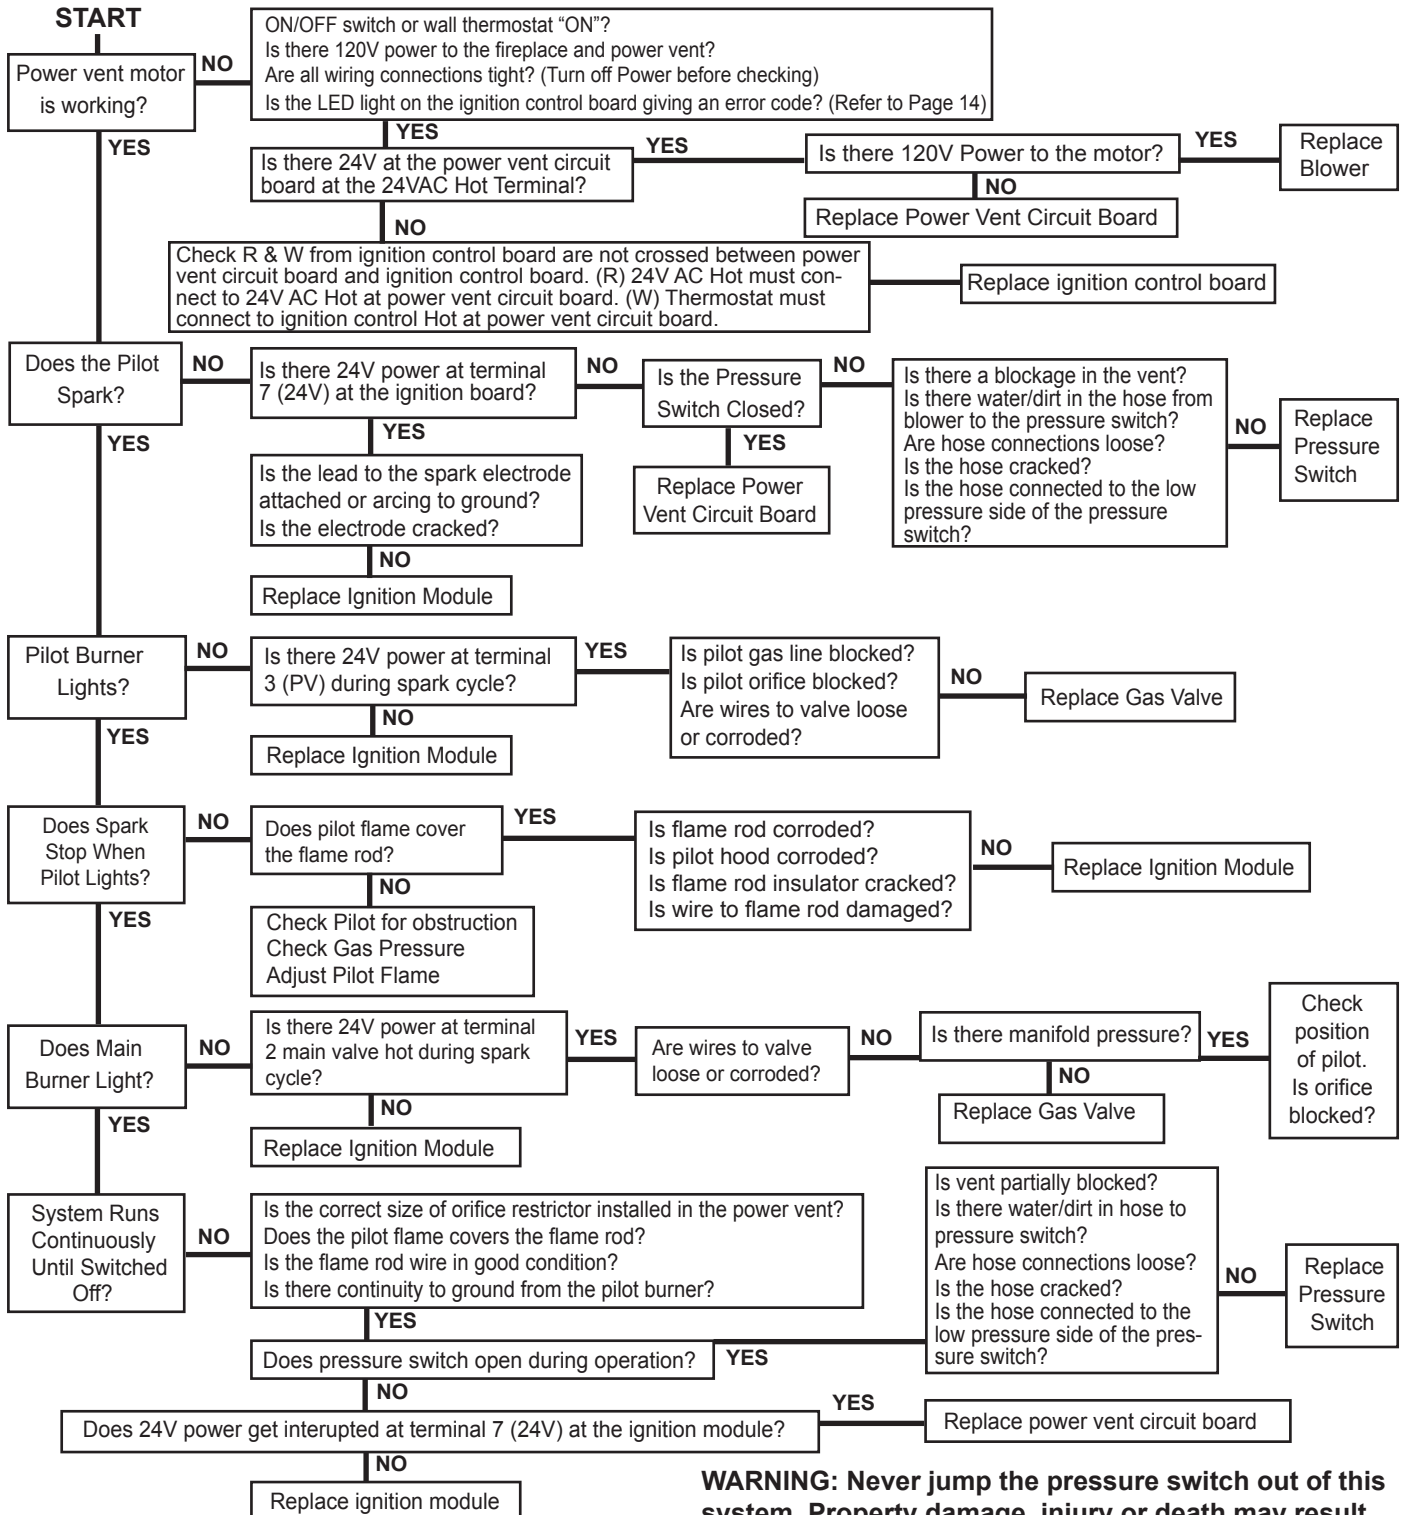 START
Power vent motor
is working?
NO
ON/OFF switch or wall thermostat “ON”?
Is there 120V power to the fireplace and power vent?
Are all wiring connections tight? (Turn off Power before checking)
Is the LED light on the ignition control board giving an error code? (Refer to Page 14)
YES
YES
Is there 24V at the power vent circuit
board at the 24VAC Hot Terminal?
YES
Is there 120V Power to the motor?
YES
Replace
Blower
NO
Replace Power Vent Circuit Board
NO
Check R & W from ignition control board are not crossed between power
vent circuit board and ignition control board. (R) 24V AC Hot must con-
nect to 24V AC Hot at power vent circuit board. (W) Thermostat must
connect to ignition control Hot at power vent circuit board.
Replace ignition control board
Does the Pilot
Spark?
NO
Is there 24V power at terminal
7 (24V) at the ignition board?
NO
Is the Pressure
Switch Closed?
NO
Is there a blockage in the vent?
Is there water/dirt in the hose from
blower to the pressure switch?
Are hose connections loose?
Is the hose cracked?
Is the hose connected to the low
pressure side of the pressure
switch?
NO
Replace
Pressure
Switch
YES
YES
YES
Is the lead to the spark electrode
attached or arcing to ground?
Is the electrode cracked?
Replace Power
Vent Circuit Board
NO
Replace Ignition Module
Pilot Burner
Lights?
NO
Is there 24V power at terminal
3 (PV) during spark cycle?
YES
Is pilot gas line blocked?
Is pilot orifice blocked?
Are wires to valve loose
or corroded?
NO
Replace Gas Valve
YES
NO
Replace Ignition Module
Does Spark
Stop When
Pilot Lights?
NO
Does pilot flame cover
the flame rod?
YES
Is flame rod corroded?
Is pilot hood corroded?
Is flame rod insulator cracked?
Is wire to flame rod damaged?
NO
Replace Ignition Module
YES
NO
Check Pilot for obstruction
Check Gas Pressure
Adjust Pilot Flame
Does Main
Burner Light?
NO
Is there 24V power at terminal
2 main valve hot during spark
cycle?
YES
Are wires to valve
loose or corroded?
NO
Is there manifold pressure?
YES
Check
position
of pilot.
Is orifice
blocked?
NO
Replace Gas Valve
YES
NO
Replace Ignition Module
System Runs
Continuously
Until Switched
Off?
NO
Is the correct size of orifice restrictor installed in the power vent?
Does the pilot flame covers the flame rod?
Is the flame rod wire in good condition?
Is there continuity to ground from the pilot burner?
YES
Does pressure switch open during operation?
YES
Is vent partially blocked?
Is there water/dirt in hose to
pressure switch?
Are hose connections loose?
Is the hose cracked?
Is the hose connected to the
low pressure side of the pres-
sure switch?
NO
Replace
Pressure
Switch
NO
Does 24V power get interupted at terminal 7 (24V) at the ignition module?
YES
Replace power vent circuit board
NO
Replace ignition module
WARNING: Never jump the pressure switch out of this
system. Property damage, injury or death may result